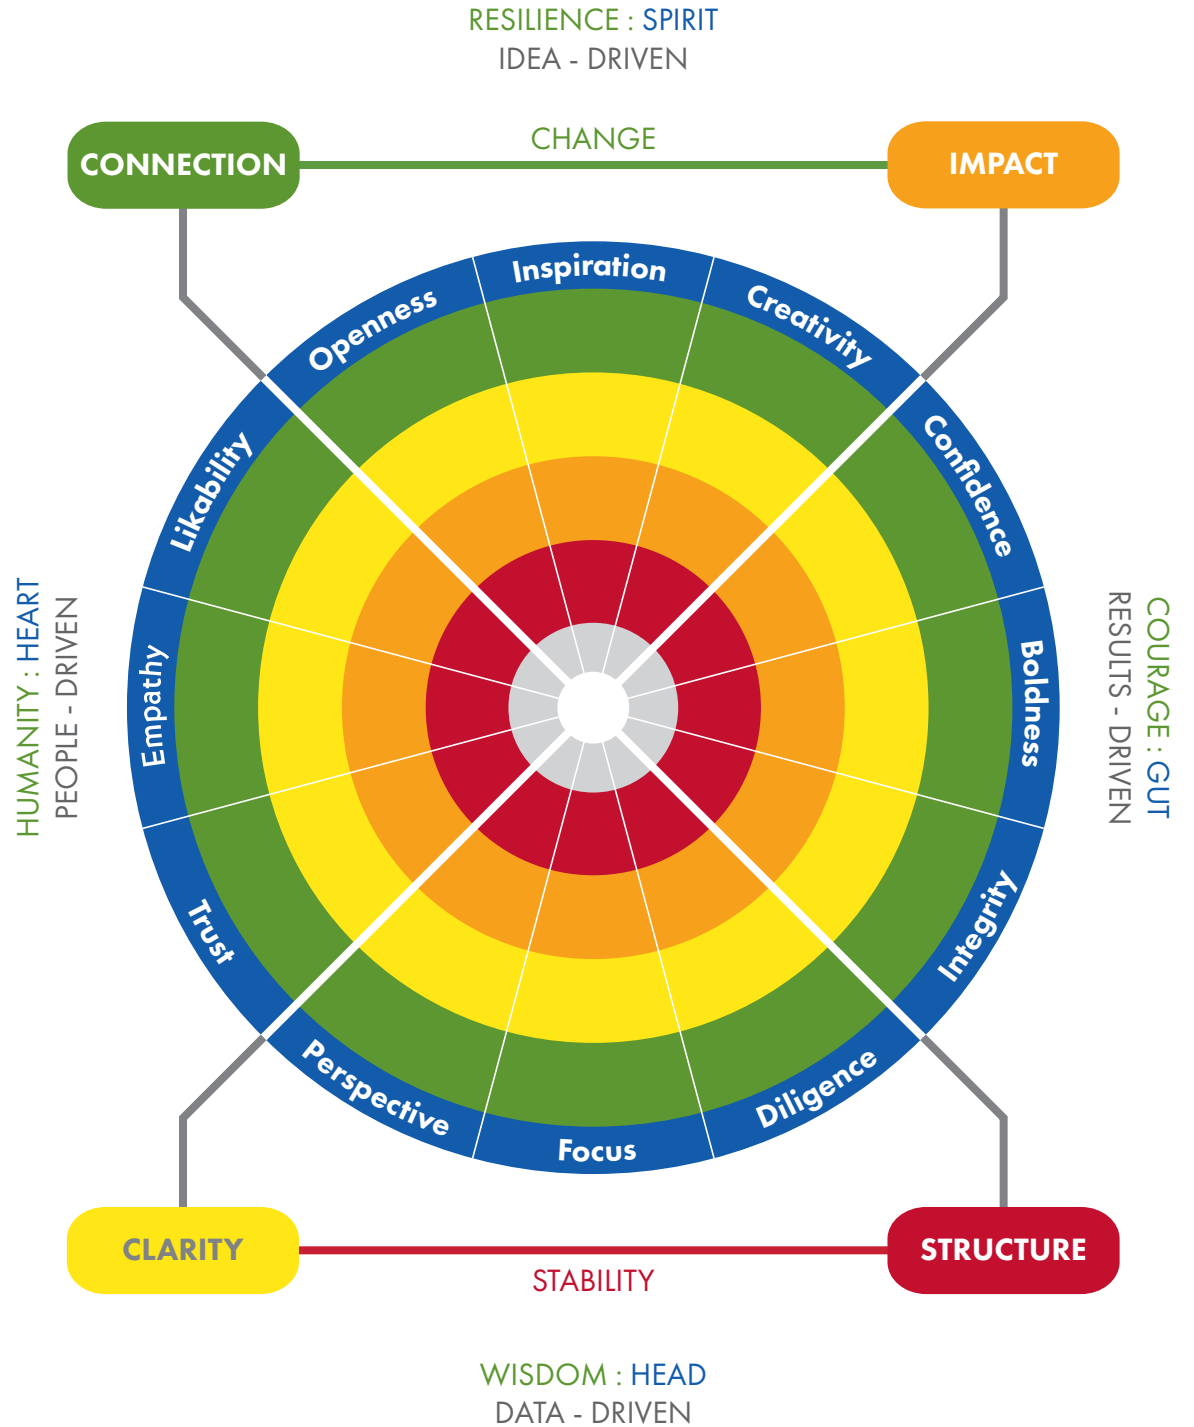 RESILIENCE : SPIRIT
IDEA - DRIVEN
CHANGE
CONNECTION
IMPACT
Inspiration
Creativity
Confidence
Boldness
Integrity
Diligence
Focus
Perspective
Trust
Empathy
Likability
Openness
HUMANITY : HEART
PEOPLE - DRIVEN
COURAGE : GUT
RESULTS - DRIVEN
CLARITY
STRUCTURE
STABILITY
WISDOM : HEAD
DATA - DRIVEN